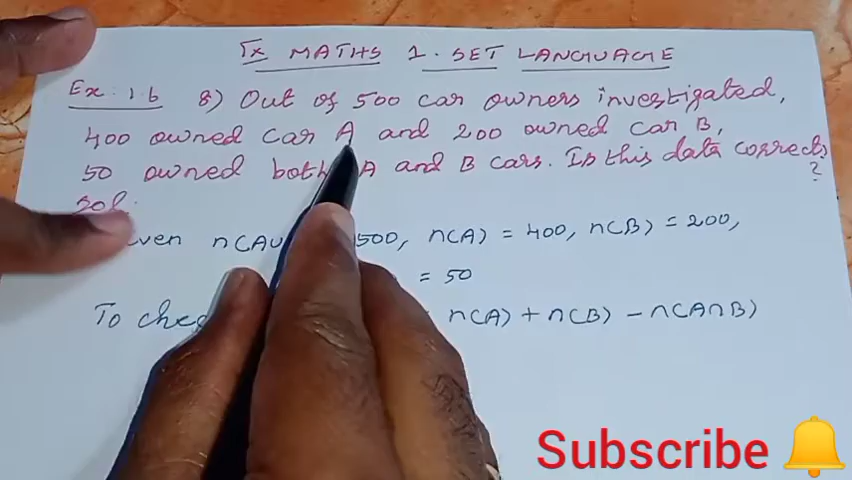 IX MATHS 1. SET LANGUAGE
Ex: 1.6 8) Out of 500 car owners investigated,
400 owned car A and 200 owned car B,
50 owned both A and B cars. Is this data correct
?
Sol:
n(AU 500, n(A) = 400, n(B) = 200,
= 50
To n(A) + n(B) - n(A∩B)
Subscribe